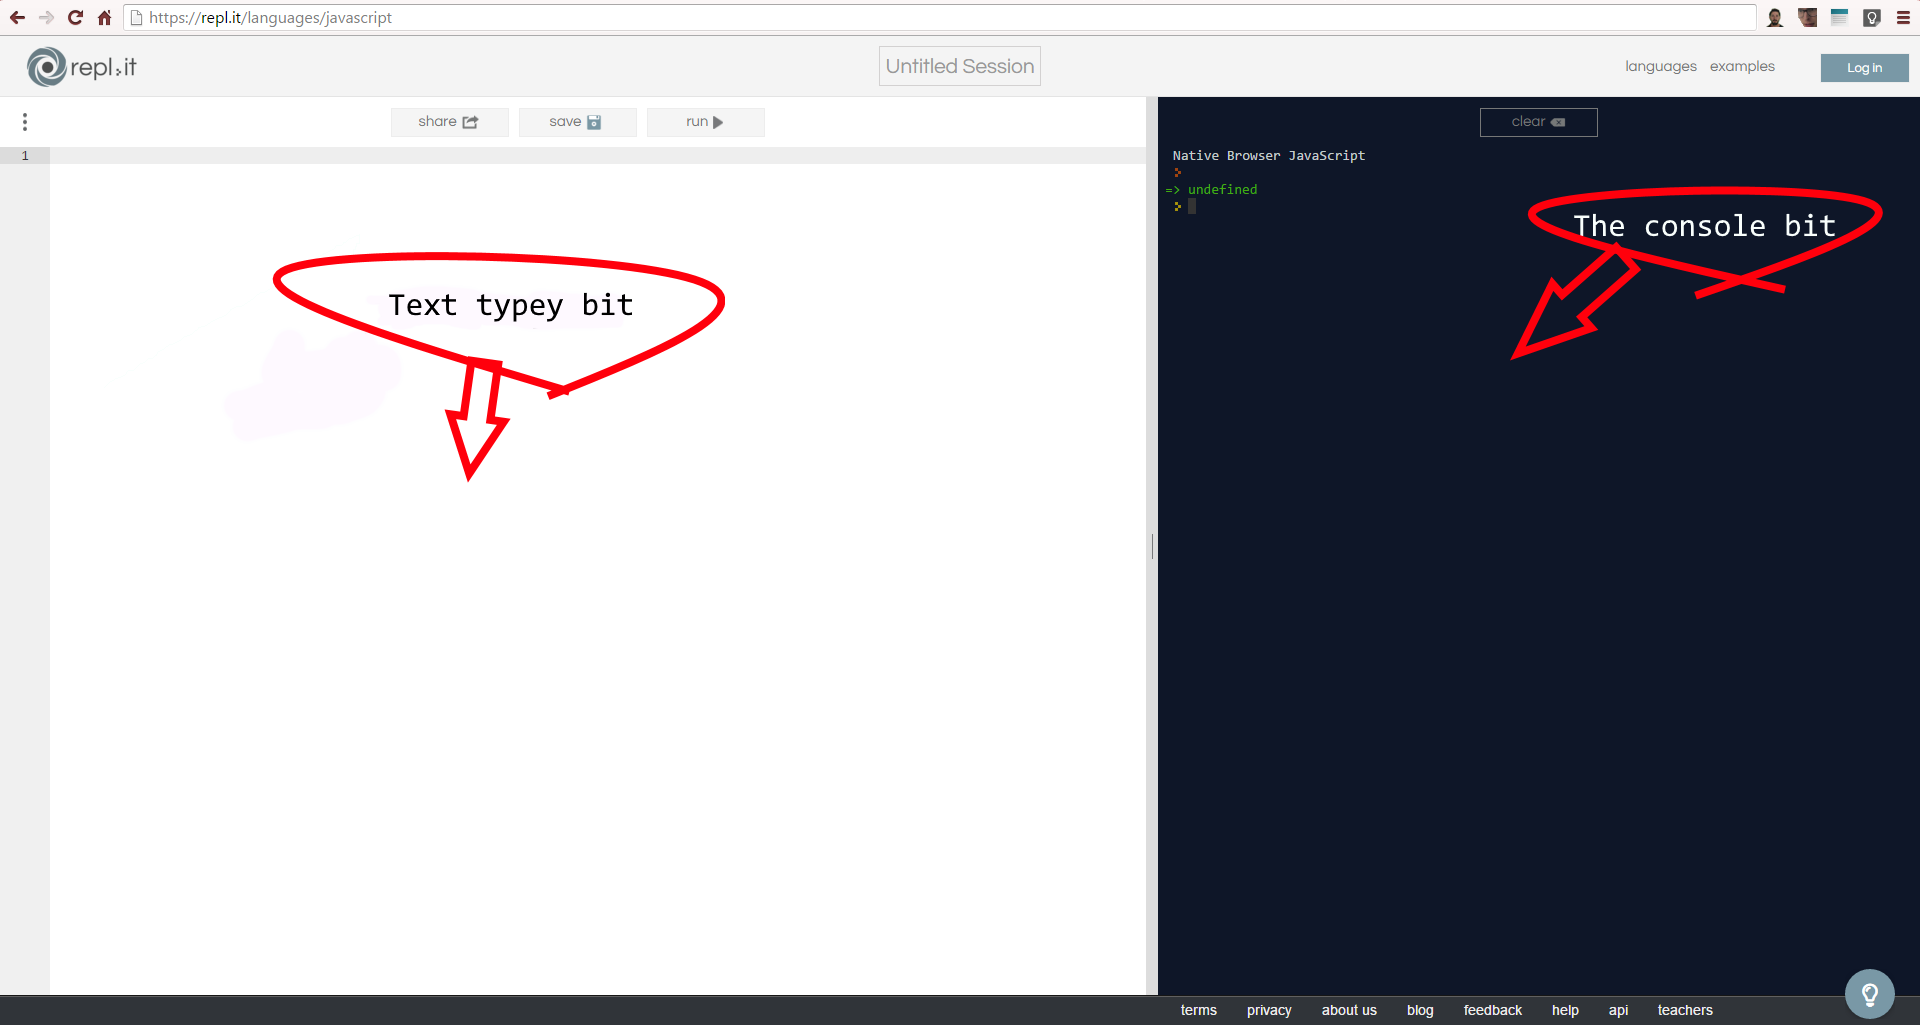 https://repl.it/languages/javascript
repl.it
Untitled Session
languages examples Log in
share save run
clear
1
Native Browser JavaScript
=> undefined
The console bit
Text typey bit
terms privacy about us blog feedback help api teachers